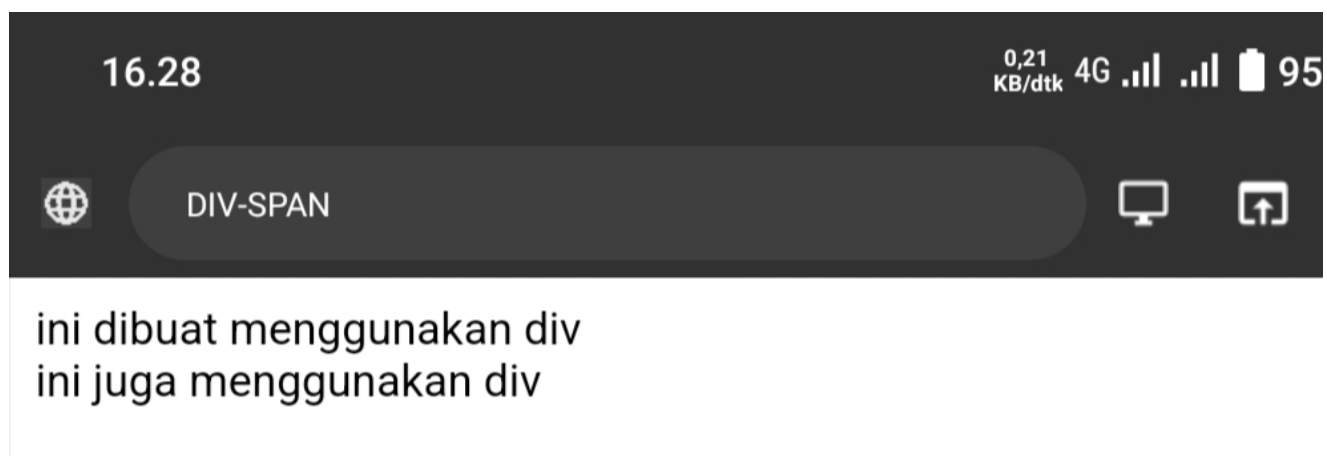 16.28
0,21
KB/dtk
4G
95
DIV-SPAN
ini dibuat menggunakan div
ini juga menggunakan div